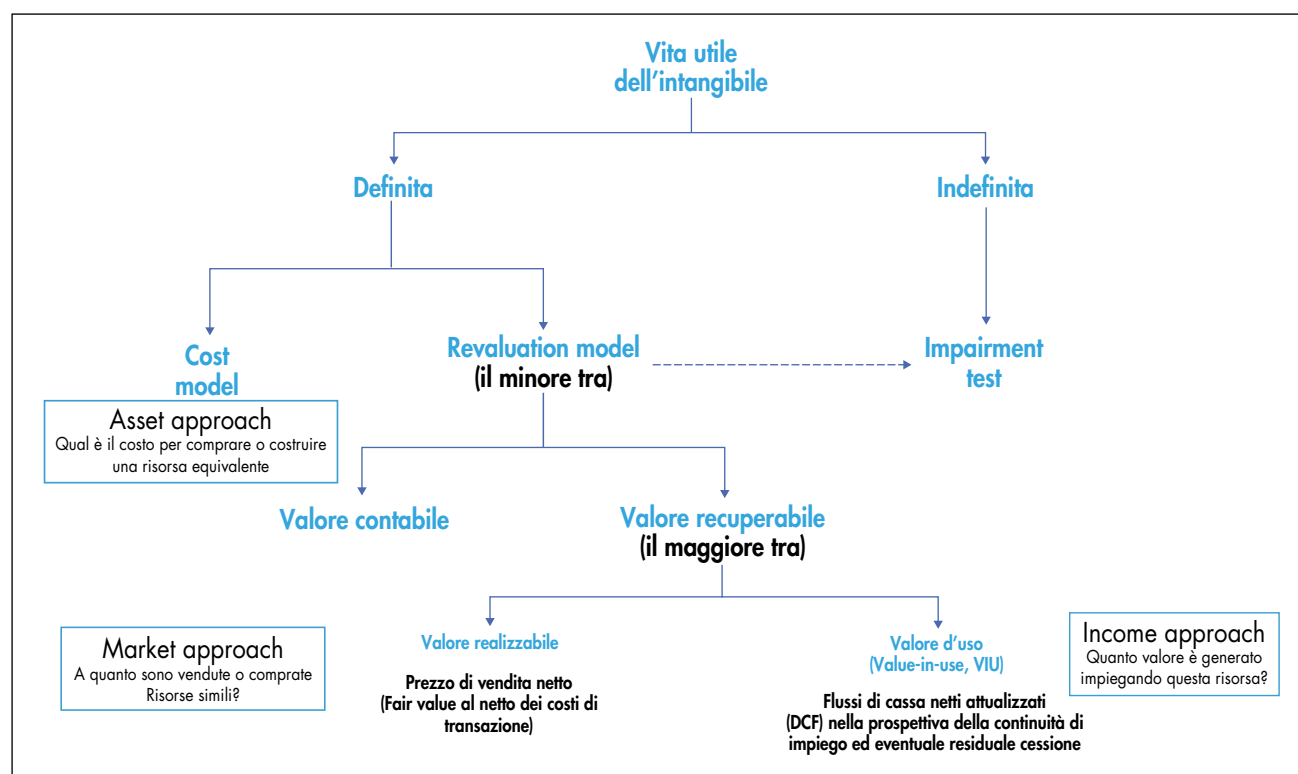 Vita utile
dell'intangibile
Definita
Indefinita
Cost
model
Revaluation model
(il minore tra)
Impairment
test
Asset approach
Qual è il costo per comprare o costruire
una risorsa equivalente
Valore contabile
Valore recuperabile
(il maggiore tra)
Market approach
A quanto sono vendute o comprate
Risorse simili?
Valore realizzabile
Prezzo di vendita netto
(Fair value al netto dei costi di
transazione)
Valore d'uso
(Value-in-use, VIU)
Flussi di cassa netti attualizzati
(DCF) nella prospettiva della continuità di
impiego ed eventuale residuale cessione
Income approach
Quanto valore è generato
impiegando questa risorsa?